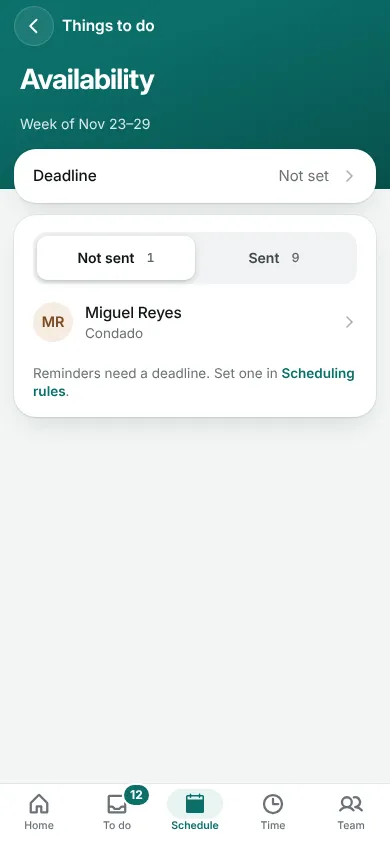 Things to do
Availability
Week of Nov 23–29
Deadline
Not set
Not sent 1
Sent 9
MR
Miguel Reyes
Condado
Reminders need a deadline. Set one in Scheduling
rules.
12
Home
To do
Schedule
Time
Team